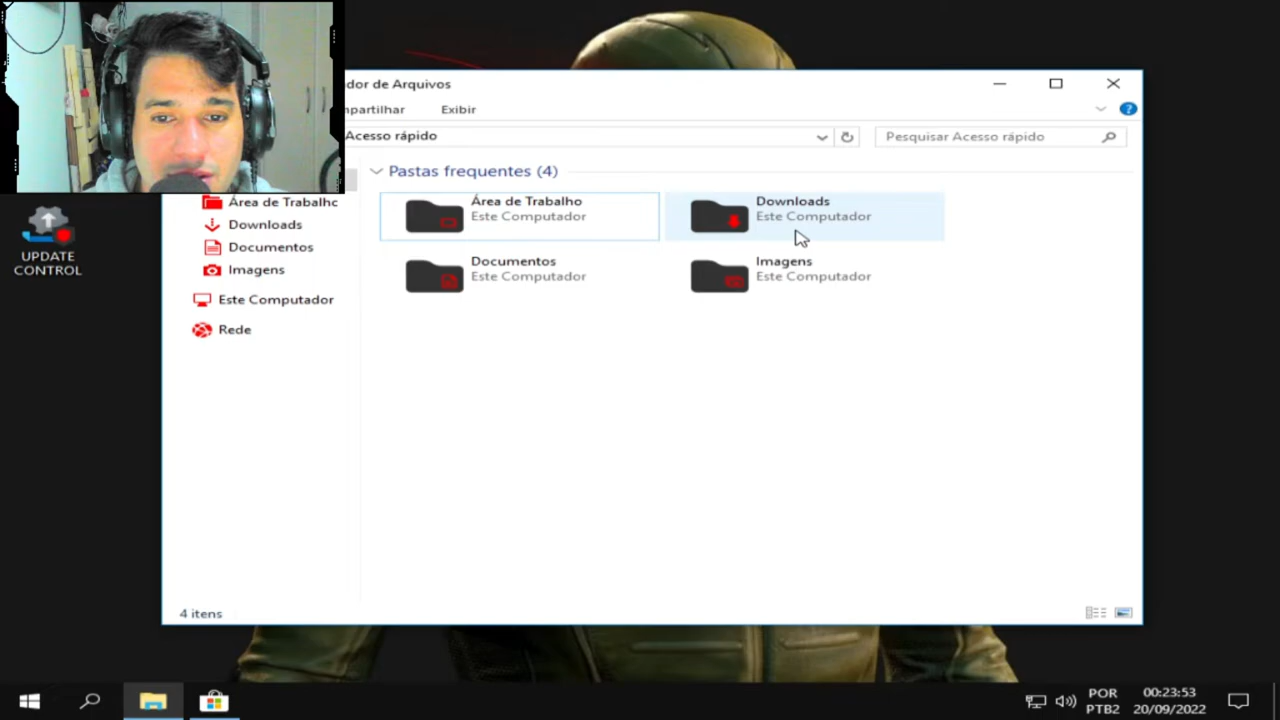 dor de Arquivos
mpartilhar Exibir
Acesso rápido
Pesquisar Acesso rápido
Pastas frequentes (4)
Área de Trabalho
Este Computador
Downloads
Este Computador
Documentos
Este Computador
Imagens
Este Computador
Área de Trabalhc
Downloads
Documentos
Imagens
Este Computador
Rede
4 itens
UPDATE
CONTROL
POR
PTB2
00:23:53
20/09/2022